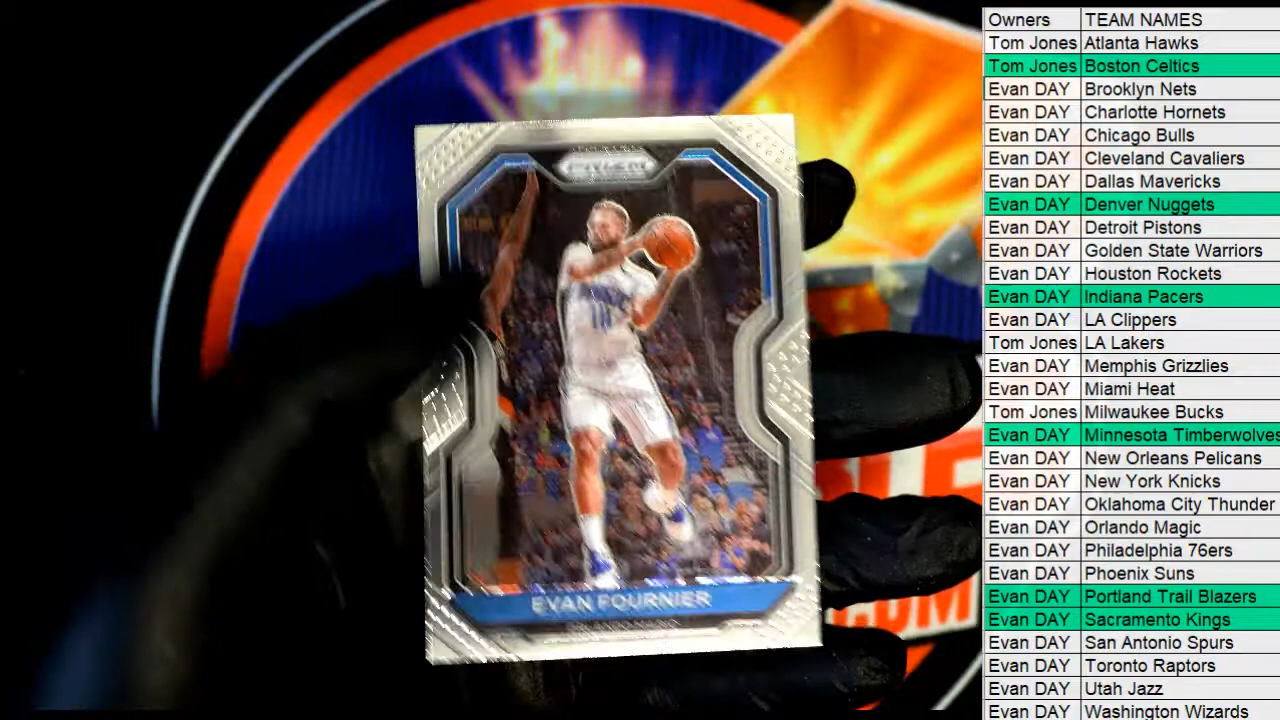 Owners TEAM NAMES
Tom Jones Atlanta Hawks
Tom Jones Boston Celtics
Evan DAY Brooklyn Nets
Evan DAY Charlotte Hornets
Evan DAY Chicago Bulls
Evan DAY Cleveland Cavaliers
Evan DAY Dallas Mavericks
Evan DAY Denver Nuggets
Evan DAY Detroit Pistons
Evan DAY Golden State Warriors
Evan DAY Houston Rockets
Evan DAY Indiana Pacers
Evan DAY LA Clippers
Tom Jones LA Lakers
Evan DAY Memphis Grizzlies
Evan DAY Miami Heat
Tom Jones Milwaukee Bucks
Evan DAY Minnesota Timberwolves
Evan DAY New Orleans Pelicans
Evan DAY New York Knicks
Evan DAY Oklahoma City Thunder
Evan DAY Orlando Magic
Evan DAY Philadelphia 76ers
Evan DAY Phoenix Suns
Evan DAY Portland Trail Blazers
Evan DAY Sacramento Kings
Evan DAY San Antonio Spurs
Evan DAY Toronto Raptors
Evan DAY Utah Jazz
Evan DAY Washington Wizards
PRIZM
10
EVAN FOURNIER
.COM